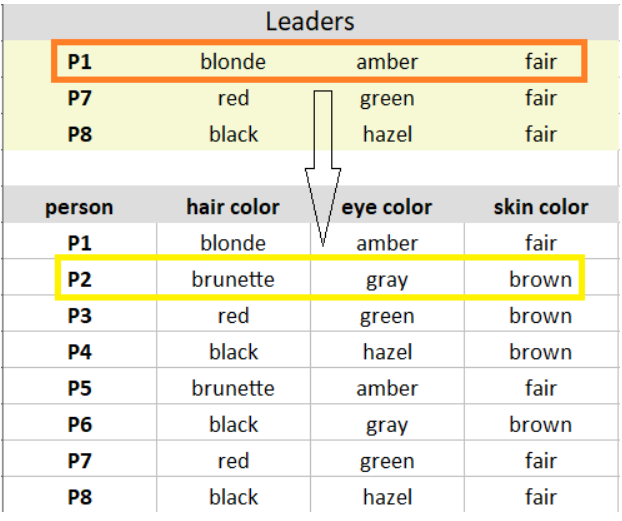 Leaders
P1 blonde amber fair
P7 red green fair
P8 black hazel fair
person hair color eye color skin color
P1 blonde amber fair
P2 brunette gray brown
P3 red green brown
P4 black hazel brown
P5 brunette amber fair
P6 black gray brown
P7 red green fair
P8 black hazel fair